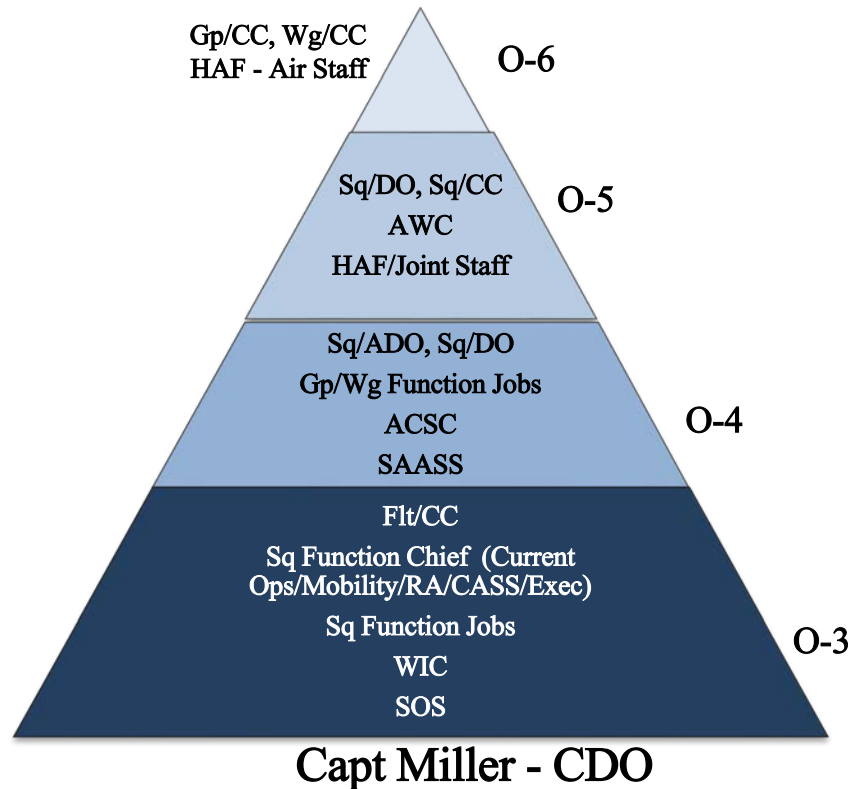 Gp/CC, Wg/CC
HAF - Air Staff
O-6
Sq/DO, Sq/CC
AWC
HAF/Joint Staff
O-5
Sq/ADO, Sq/DO
Gp/Wg Function Jobs
ACSC
SAASS
O-4
Flt/CC
Sq Function Chief (Current
Ops/Mobility/RA/CASS/Exec)
Sq Function Jobs
WIC
SOS
O-3
Capt Miller - CDO